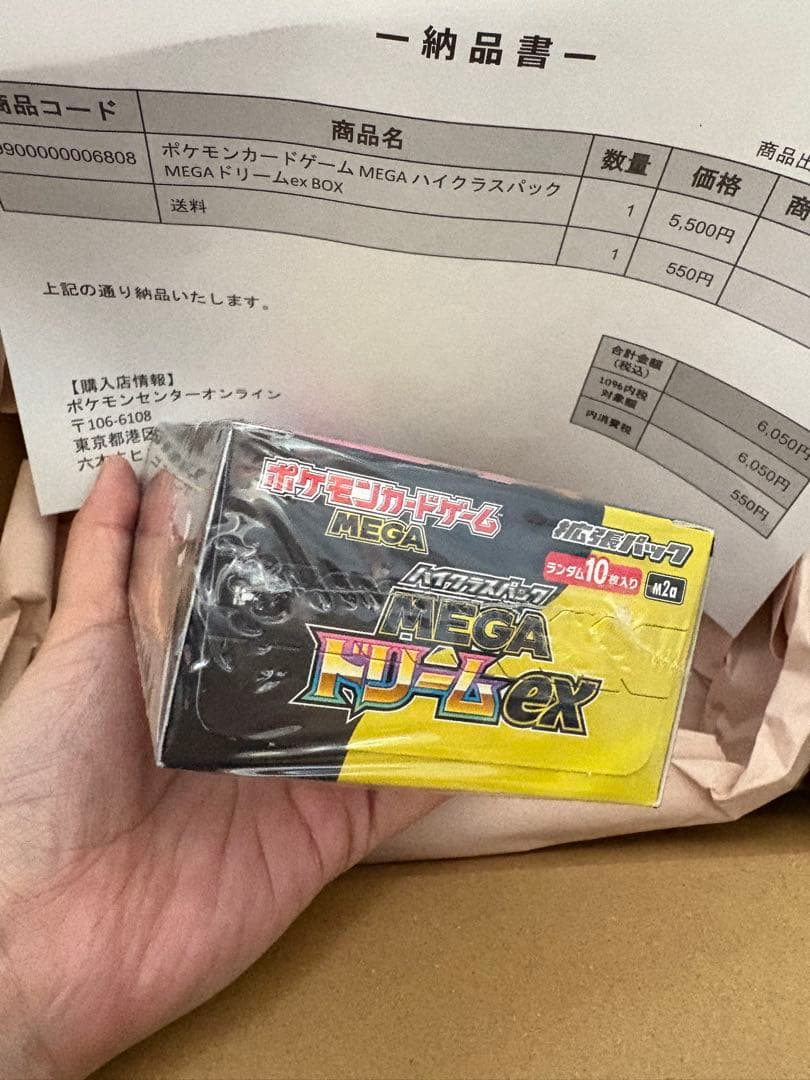 ー納品書ー
商品コード 商品名 数量 価格
900000006808 ポケモンカードゲーム MEGA ハイクラスパック
MEGAドリームex BOX 1 5,500円
送料 1 550円
上記の通り納品いたします。
合計金額
(税込) 6,050円
10%内税
対象額 6,050円
内消費税 550円
【購入店情報】
ポケモンセンターオンライン
〒106-6108
東京都港区
六本木ヒ
ポケモンカードゲーム
MEGA
拡張パック
ランダム10枚入り
M2a
ハイクラスパック
MEGA
ドリームex